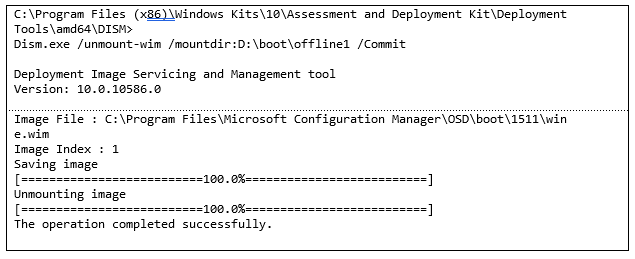 C:\Program Files (x86)\Windows Kits\10\Assessment and Deployment Kit\Deployment
Tools\amd64\DISM>
Dism.exe /unmount-wim /mountdir:D:\boot\offline1 /Commit
Deployment Image Servicing and Management tool
Version: 10.0.10586.0
Image File : C:\Program Files\Microsoft Configuration Manager\OSD\boot\1511\win
e.wim
Image Index : 1
Saving image
[==========================100.0%==========================]
Unmounting image
[==========================100.0%==========================]
The operation completed successfully.